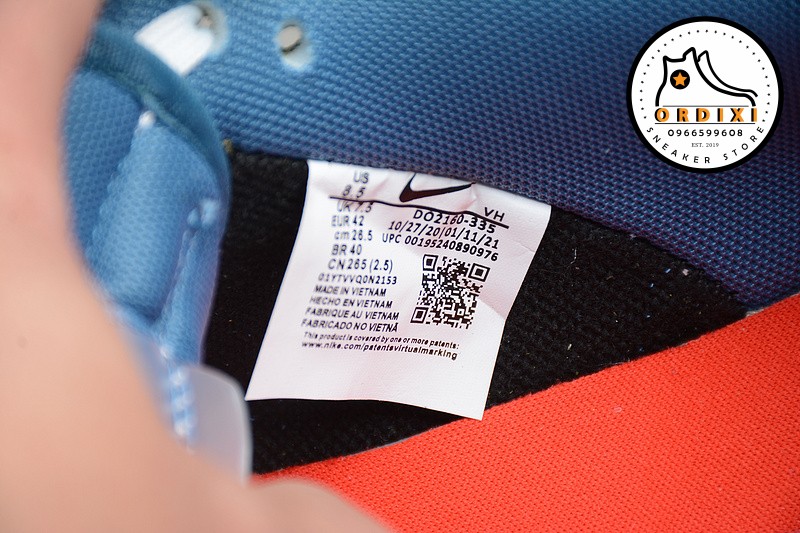 ORDIXI
0966599608
EST. 2019
SNEAKER STORE
US
8.5
UK 7.5
EUR 42
cm 26.5
BR 40
CN 265 (2.5)
01YTVVQ0N2153
MADE IN VIETNAM
HECHO EN VIETNAM
FABRIQUE AU VIETNAM
FABRICADO NO VIETNÃ
VH
DO2160-335
10/27/20/01/11/21
UPC 00195240890976
This product is covered by one or more patents:
www.nike.com/patentsvirtualmarking